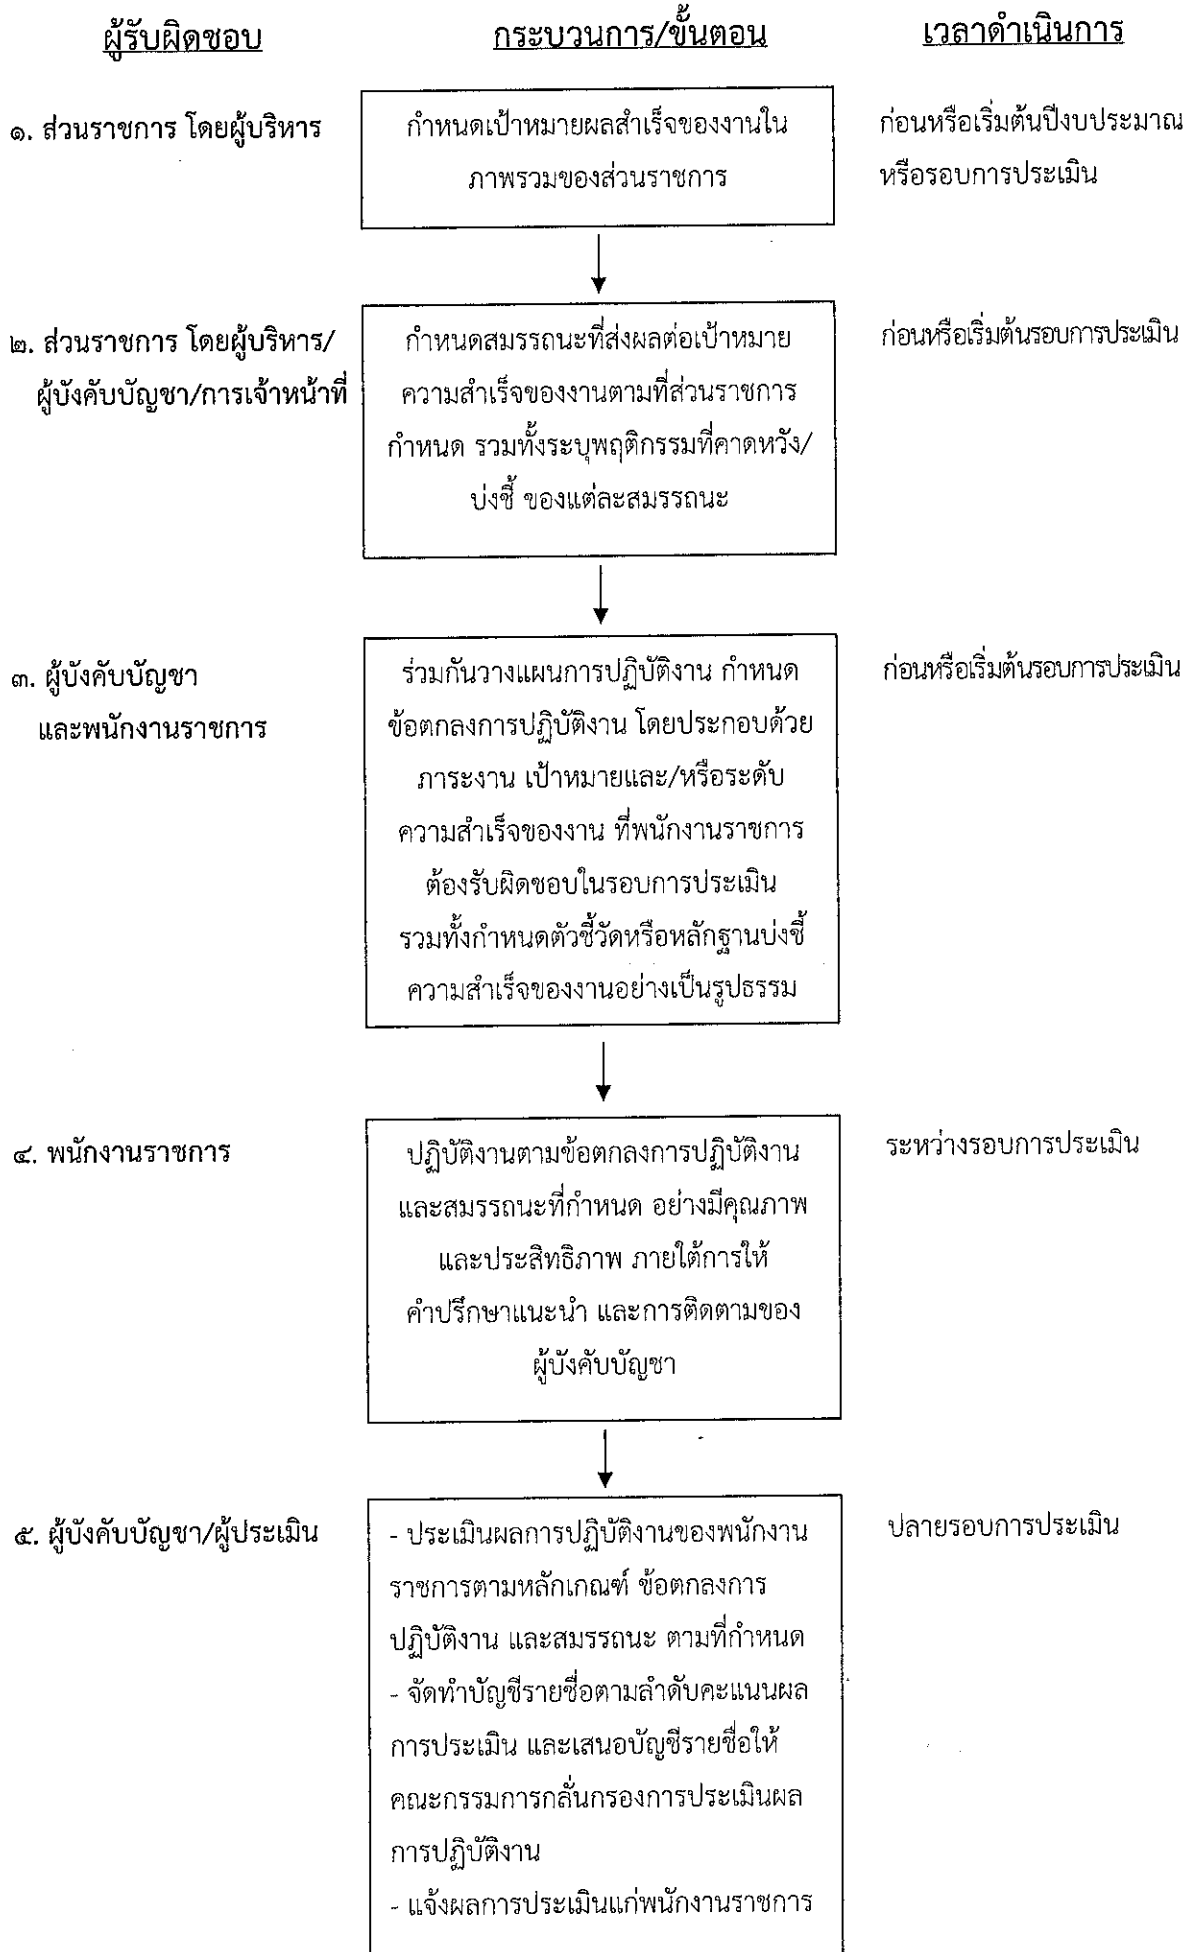 ผู้รับผิดชอบ
กระบวนการ/ขั้นตอน
เวลาดำเนินการ
๑. ส่วนราชการ โดยผู้บริหาร
กำหนดเป้าหมายผลสำเร็จของงานใน
ภาพรวมของส่วนราชการ
ก่อนหรือเริ่มต้นปีงบประมาณ
หรือรอบการประเมิน
๒. ส่วนราชการ โดยผู้บริหาร/
ผู้บังคับบัญชา/การเจ้าหน้าที่
กำหนดสมรรถนะที่ส่งผลต่อเป้าหมาย
ความสำเร็จของงานตามที่ส่วนราชการ
กำหนด รวมทั้งระบุพฤติกรรมที่คาดหวัง/
บ่งชี้ ของแต่ละสมรรถนะ
ก่อนหรือเริ่มต้นรอบการประเมิน
๓. ผู้บังคับบัญชา
และพนักงานราชการ
ร่วมกันวางแผนการปฏิบัติงาน กำหนด
ข้อตกลงการปฏิบัติงาน โดยประกอบด้วย
ภาระงาน เป้าหมายและ/หรือระดับ
ความสำเร็จของงาน ที่พนักงานราชการ
ต้องรับผิดชอบในรอบการประเมิน
รวมทั้งกำหนดตัวชี้วัดหรือหลักฐานบ่งชี้
ความสำเร็จของงานอย่างเป็นรูปธรรม
ก่อนหรือเริ่มต้นรอบการประเมิน
๔. พนักงานราชการ
ปฏิบัติงานตามข้อตกลงการปฏิบัติงาน
และสมรรถนะที่กำหนด อย่างมีคุณภาพ
และประสิทธิภาพ ภายใต้การให้
คำปรึกษาแนะนำ และการติดตามของ
ผู้บังคับบัญชา
ระหว่างรอบการประเมิน
๕. ผู้บังคับบัญชา/ผู้ประเมิน
- ประเมินผลการปฏิบัติงานของพนักงาน
ราชการตามหลักเกณฑ์ ข้อตกลงการ
ปฏิบัติงาน และสมรรถนะ ตามที่กำหนด
- จัดทำบัญชีรายชื่อตามลำดับคะแนนผล
การประเมิน และเสนอบัญชีรายชื่อให้
คณะกรรมการกลั่นกรองการประเมินผล
การปฏิบัติงาน
- แจ้งผลการประเมินแก่พนักงานราชการ
ปลายรอบการประเมิน